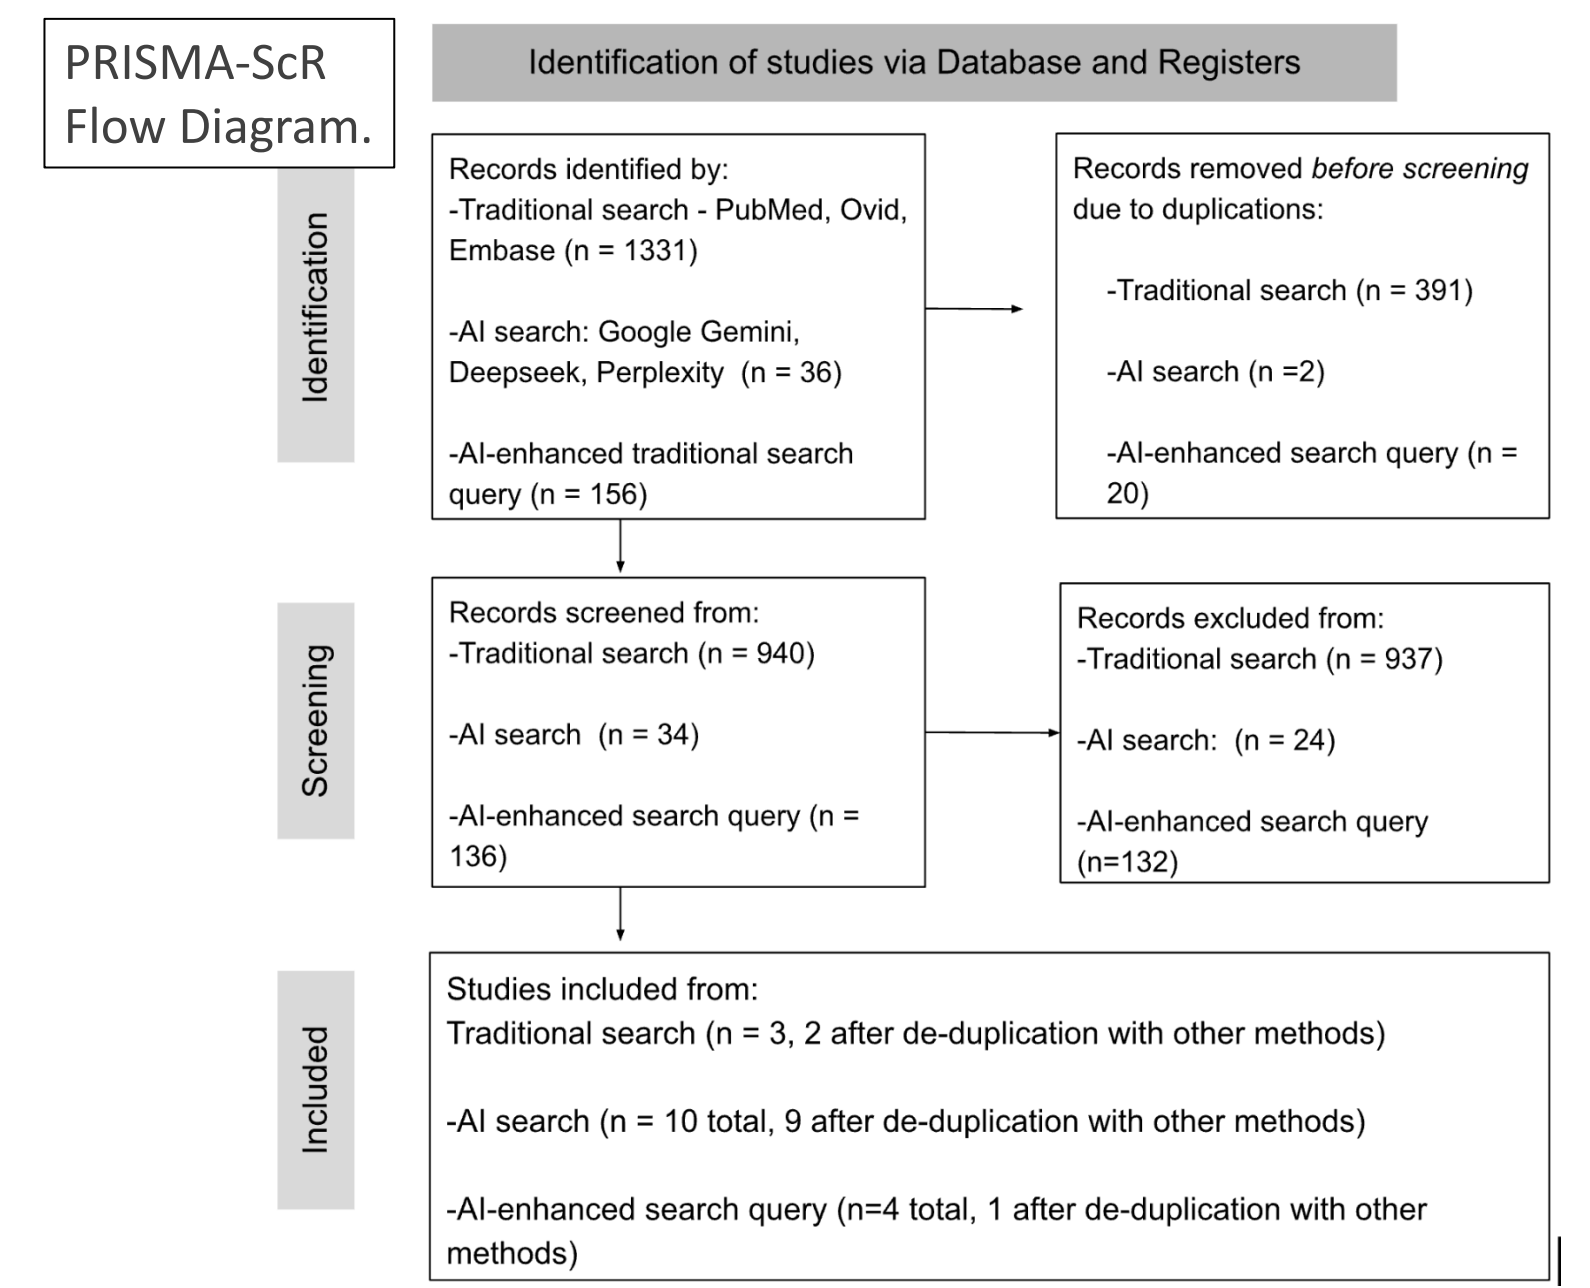 PRISMA-ScR
Flow Diagram.
Identification of studies via Database and Registers
Identification
Records identified by:
-Traditional search - PubMed, Ovid,
Embase (n = 1331)
-AI search: Google Gemini,
Deepseek, Perplexity  (n = 36)
-AI-enhanced traditional search
query (n = 156)
Records removed before screening
due to duplications:
-Traditional search (n = 391)
-AI search (n =2)
-AI-enhanced search query (n =
20)
Screening
Records screened from:
-Traditional search (n = 940)
-AI search  (n = 34)
-AI-enhanced search query (n =
136)
Records excluded from:
-Traditional search (n = 937)
-AI search:  (n = 24)
-AI-enhanced search query
(n=132)
Included
Studies included from:
Traditional search (n = 3, 2 after de-duplication with other methods)
-AI search (n = 10 total, 9 after de-duplication with other methods)
-AI-enhanced search query (n=4 total, 1 after de-duplication with other
methods)